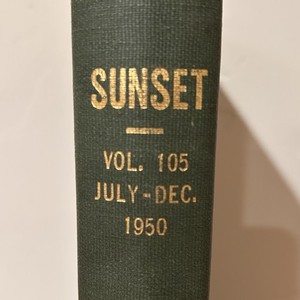 SUNSET
VOL. 105
JULY-DEC.
1950